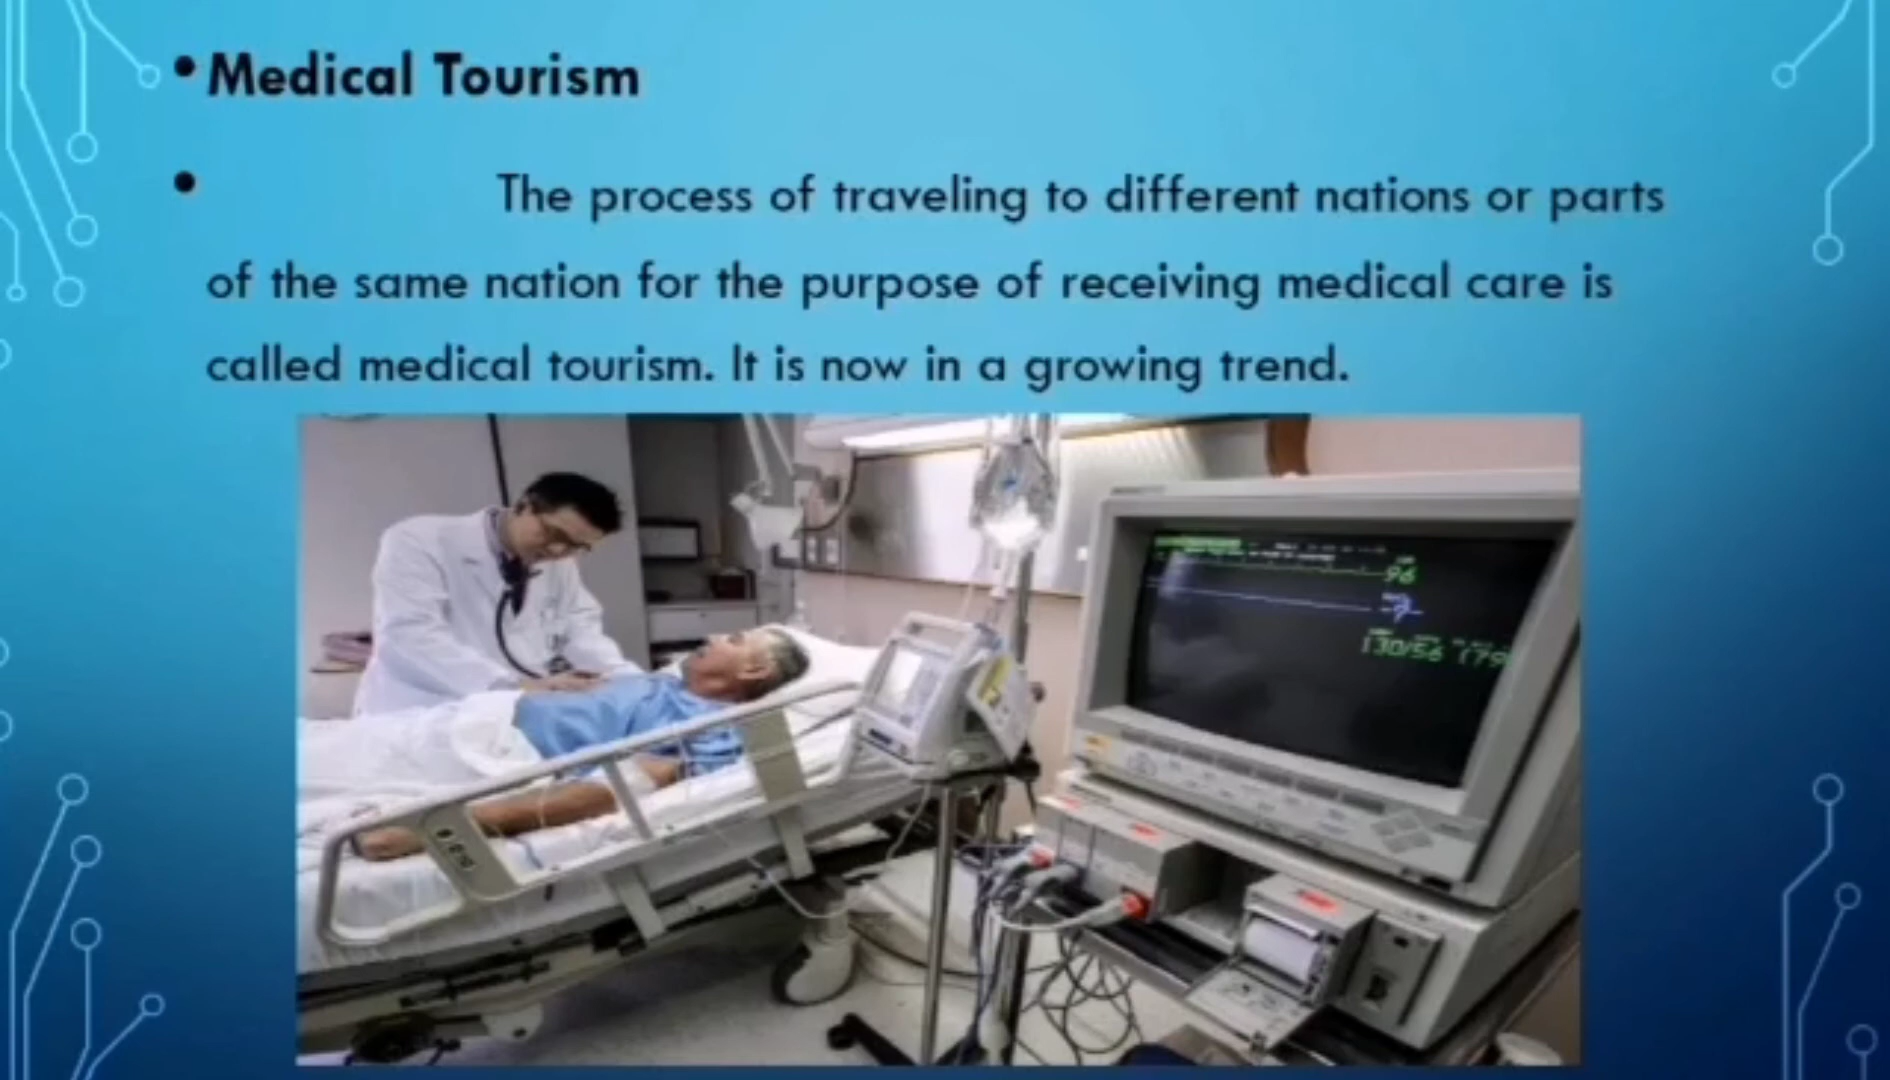 • Medical Tourism
• The process of traveling to different nations or parts
of the same nation for the purpose of receiving medical care is
called medical tourism. It is now in a growing trend.
96
130/56